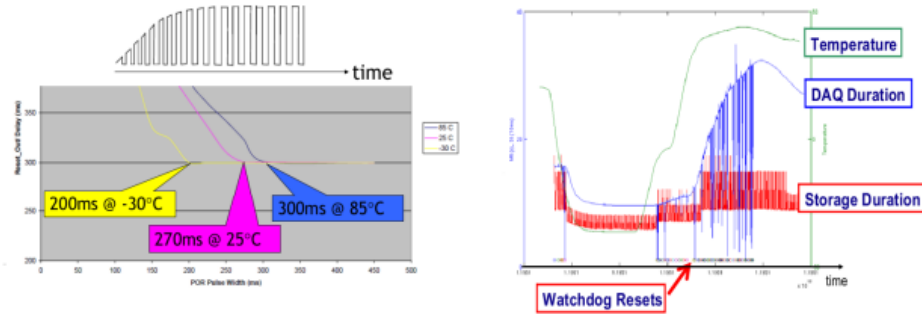 time
350
300
250
200
Reset_Out Delay (ms)
85 C
25 C
-30 C
200ms @ -30°C
270ms @ 25°C
300ms @ 85°C
0 50 100 150 200 250 300 350 400 450 500
POR Pulse Width (ms)
Temperature
DAQ Duration
Storage Duration
Watchdog Resets
time
Temperature